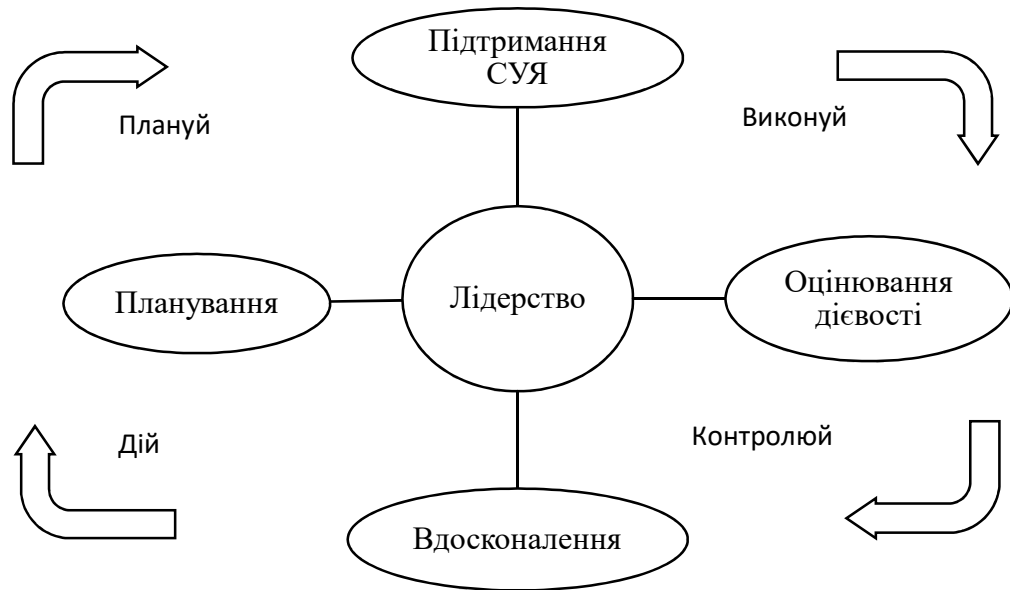 Підтримання
СУЯ
Плануй
Виконуй
Планування
Лідерство
Оцінювання
дієвості
Дій
Контролюй
Вдосконалення